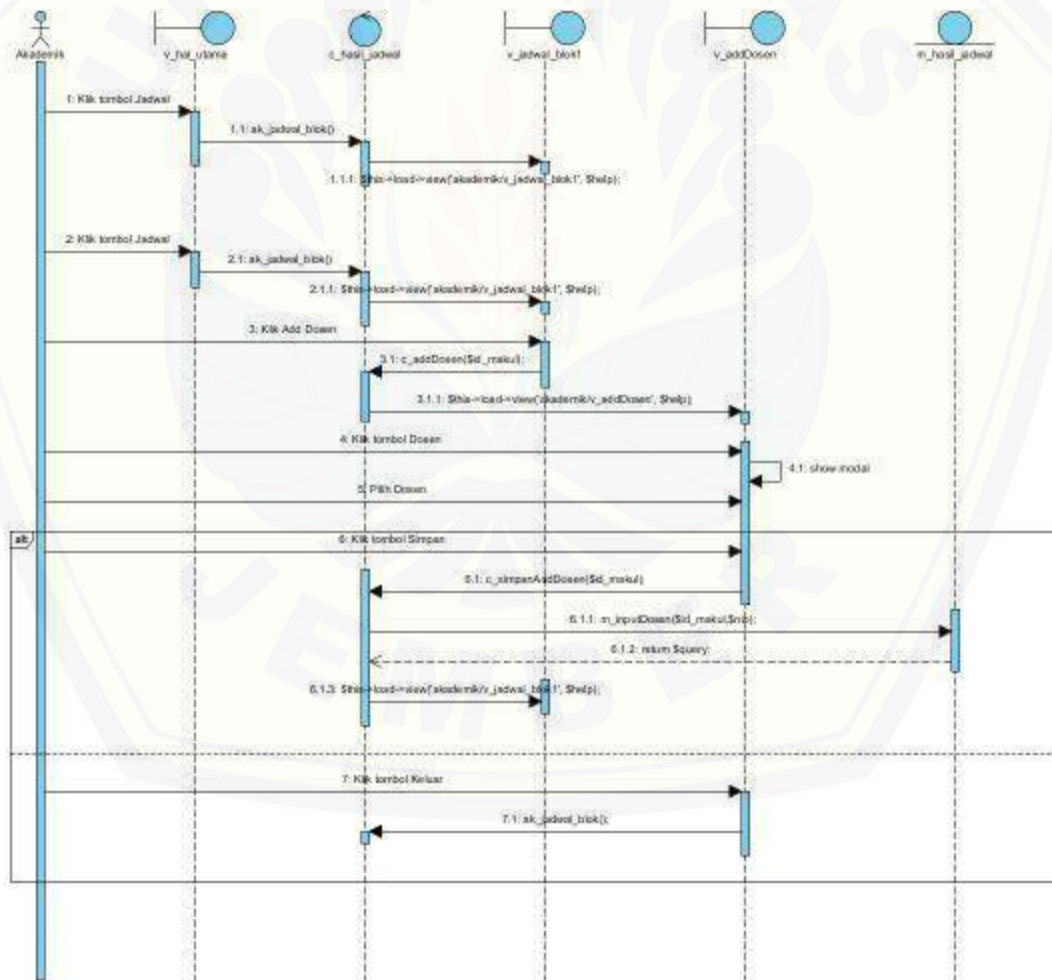 Akademik
v_hal_utama
c_hasil_jadwal
v_jadwal_blok1
v_addDosen
m_hasil_jadwal
1: Klik tombol Jadwal
1.1: ak_jadwal_blok()
1.1.1: $this->load->view('akademik/v_jadwal_blok1', $help);
2: Klik tombol Jadwal
2.1: ak_jadwal_blok()
2.1.1: $this->load->view('akademik/v_jadwal_blok1', $help);
3: Klik Add Dosen
3.1: c_addDosen($id_makul);
3.1.1: $this->load->view('akademik/v_addDosen', $help)
4: Klik tombol Dosen
4.1: show modal
5: Pilih Dosen
alt
6: Klik tombol Simpan
6.1: c_simpanAddDosen($id_makul)
6.1.1: m_inputDosen($id_makul,$nip);
6.1.2: return $query;
6.1.3: $this->load->view('akademik/v_jadwal_blok1', $help);
7: Klik tombol Keluar
7.1: ak_jadwal_blok();
JEMBER